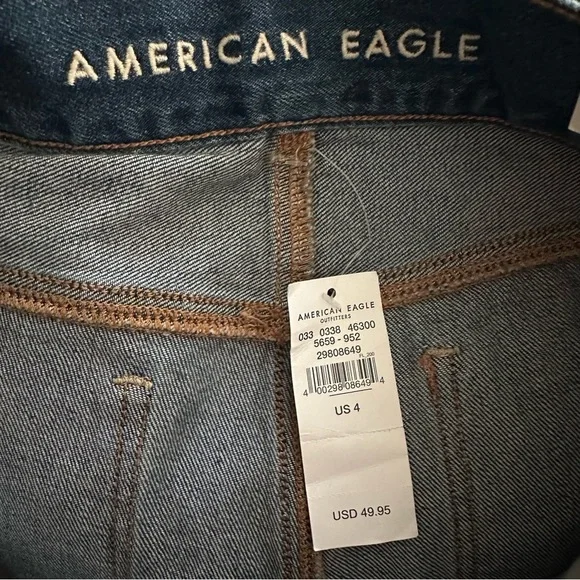 AMERICAN EAGLE
AMERICAN EAGLE
OUTFITTERS
033 0338 46300
5659 - 952
29808649
FL_200
4 00298 08649 4
US 4
USD 49.95